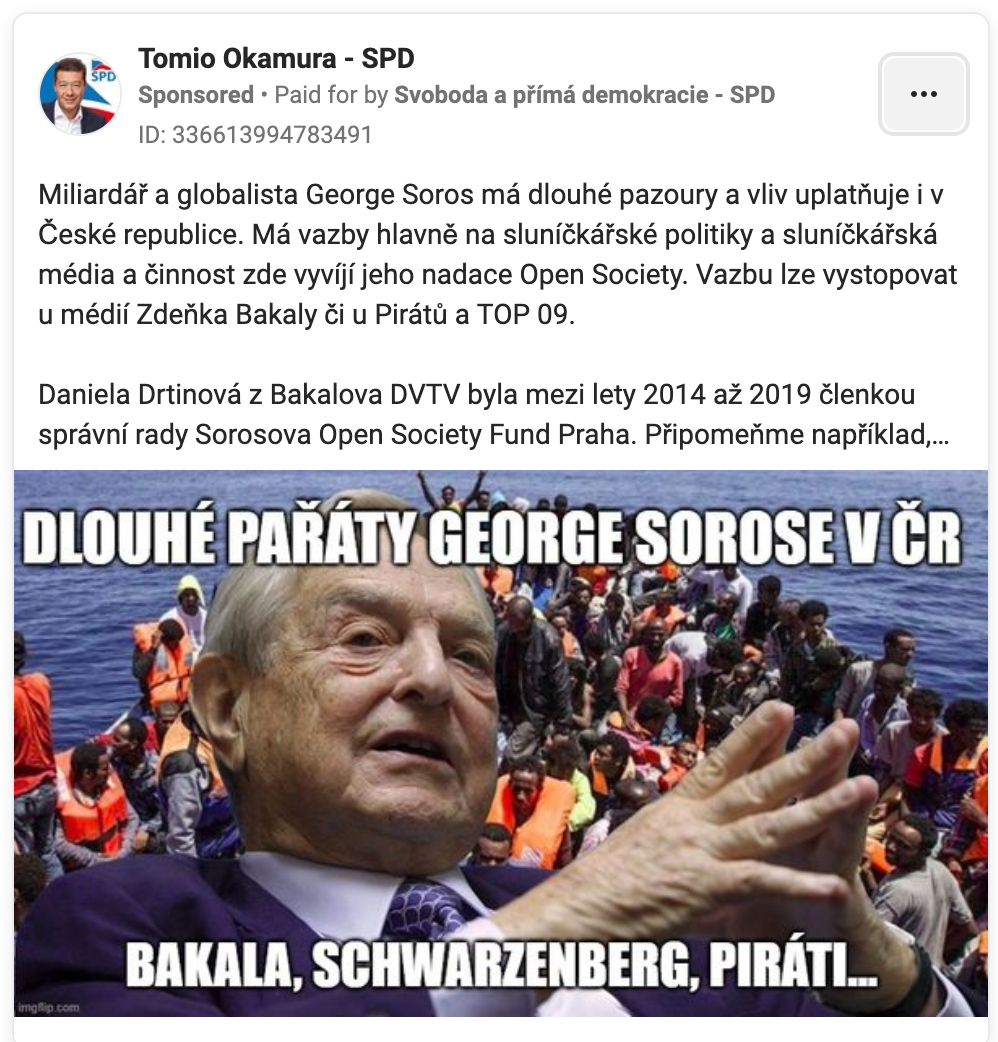 Tomio Okamura - SPD
Sponsored • Paid for by Svoboda a přímá demokracie - SPD
ID: 336613994783491
SPD
Miliardář a globalista George Soros má dlouhé pazoury a vliv uplatňuje i v
České republice. Má vazby hlavně na sluníčkářské politiky a sluníčkářská
média a činnost zde vyvíjí jeho nadace Open Society. Vazbu lze vystopovat
u médií Zdeňka Bakaly či u Pirátů a TOP 09.
Daniela Drtinová z Bakalova DVTV byla mezi lety 2014 až 2019 členkou
správní rady Sorosova Open Society Fund Praha. Připomeňme například,...
DLOUHÉ PAŘÁTY GEORGE SOROSE V ČR
BAKALA, SCHWARZENBERG, PIRÁTI...
imgflip.com